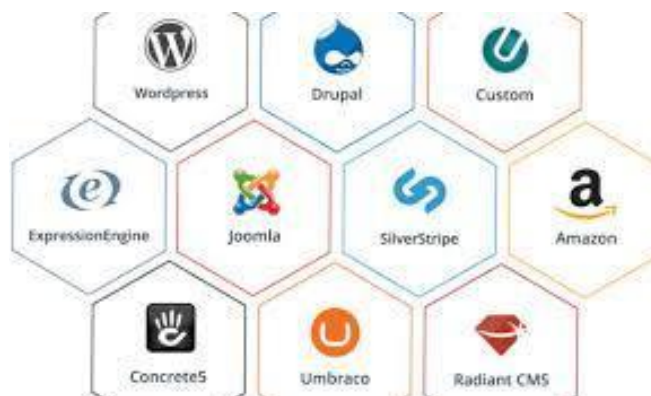 Wordpress
Drupal
Custom
ExpressionEngine
Joomla
SilverStripe
Amazon
Concrete5
Umbraco
Radiant CMS